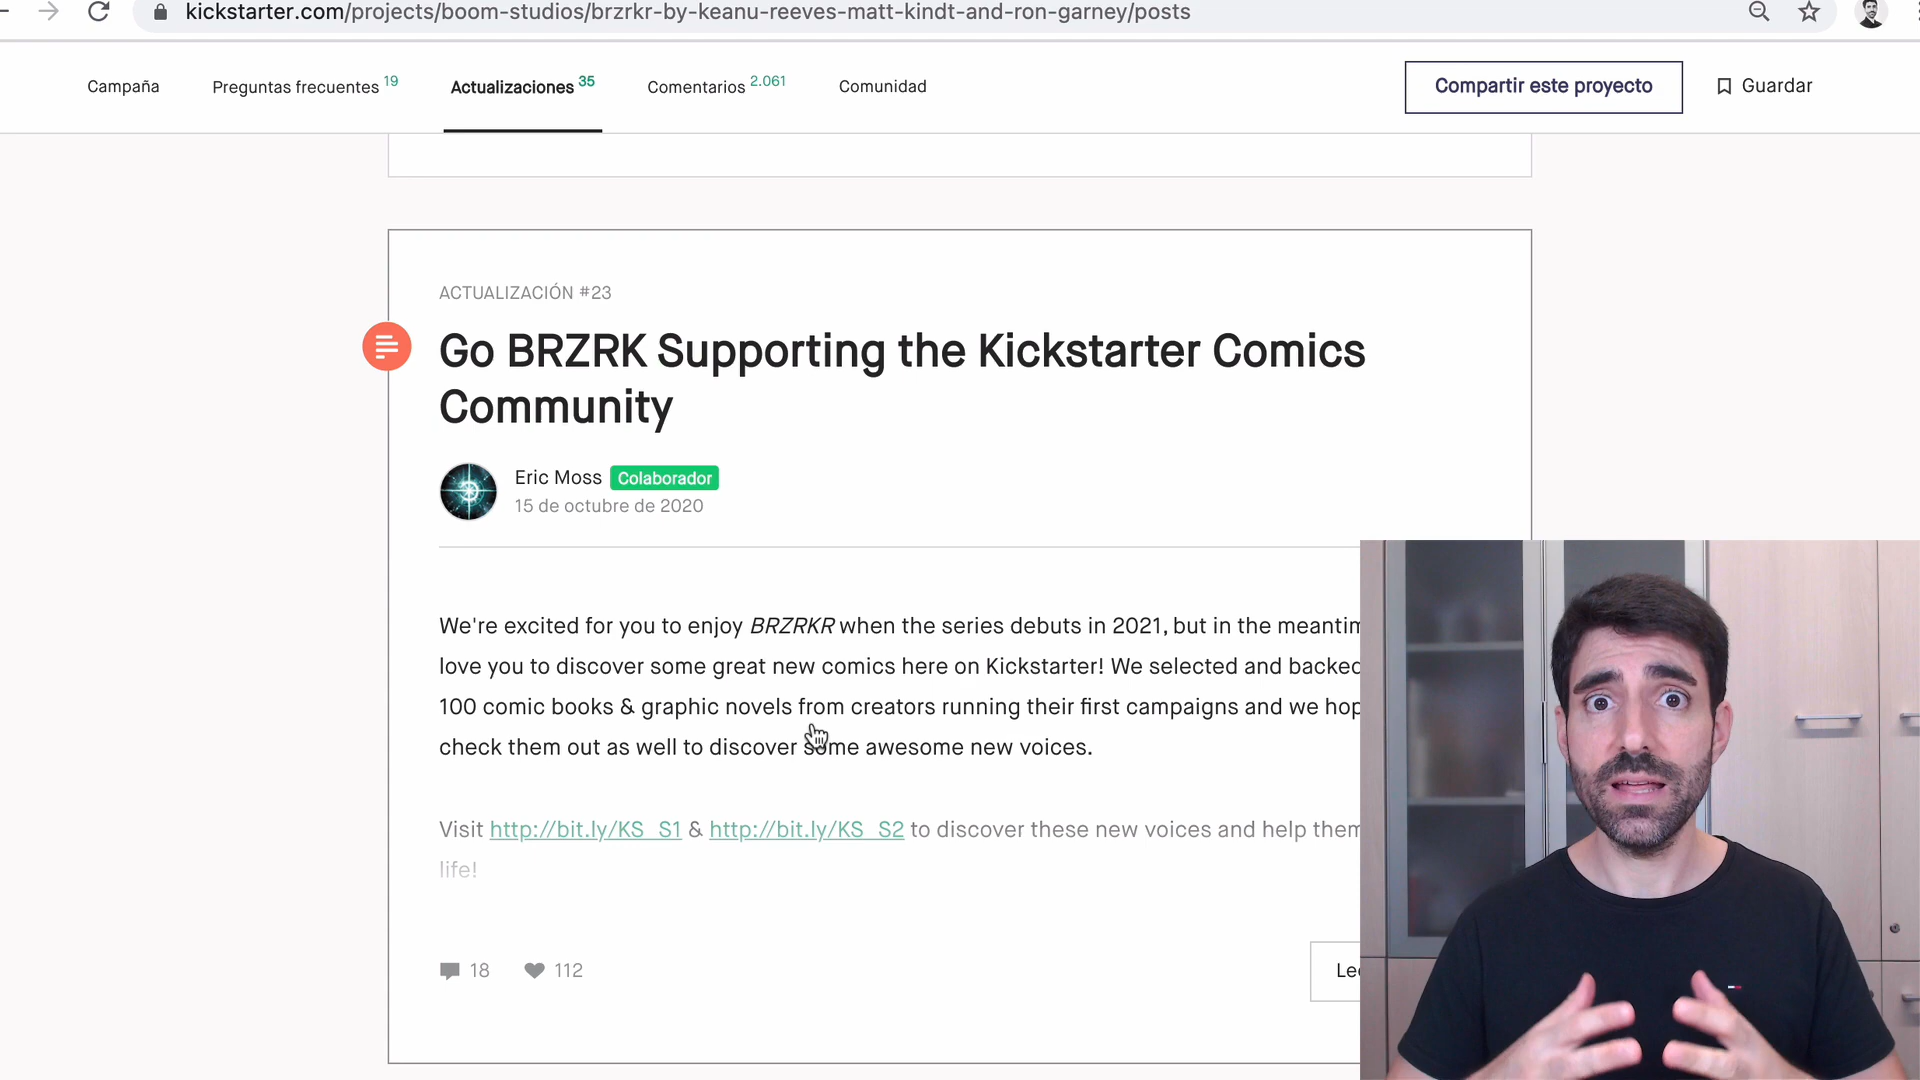 kickstarter.com/projects/boom-studios/brzrkr-by-keanu-reeves-matt-kindt-and-ron-garney/posts
Campaña Preguntas frecuentes 19 Actualizaciones 35 Comentarios 2.061 Comunidad Compartir este proyecto Guardar
ACTUALIZACIÓN #23
Go BRZRK Supporting the Kickstarter Comics
Community
Eric Moss Colaborador
15 de octubre de 2020
We're excited for you to enjoy BRZRKR when the series debuts in 2021, but in the
love you to discover some great new comics here on Kickstarter! We selected and
100 comic books & graphic novels from creators running their first campaigns and we
check them out as well to discover some awesome new voices.
Visit http://bit.ly/KS_S1 & http://bit.ly/KS_S2 to discover these new voices and help them
life!
18 112